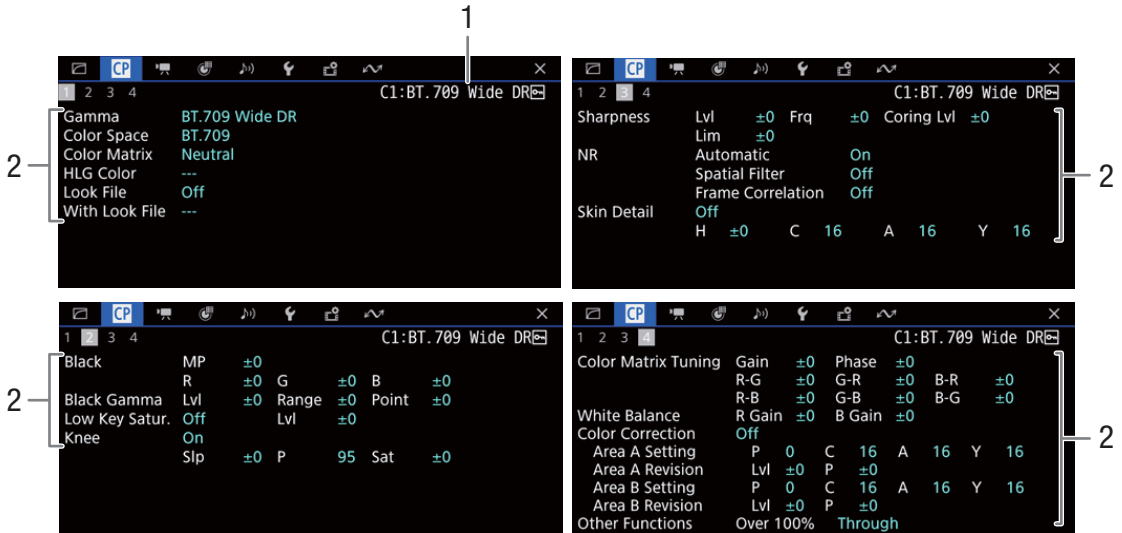 1
CP
1 2 3 4
C1:BT.709 Wide DR
Gamma BT.709 Wide DR
Color Space BT.709
Color Matrix Neutral
HLG Color ---
Look File Off
With Look File ---
2
CP
1 2 3 4
C1:BT.709 Wide DR
Sharpness Lvl ±0 Frq ±0 Coring Lvl ±0
Lim ±0
NR Automatic On
Spatial Filter Off
Frame Correlation Off
Skin Detail Off
H ±0 C 16 A 16 Y 16
2
CP
1 2 3 4
C1:BT.709 Wide DR
Black MP ±0
R ±0 G ±0 B ±0
Black Gamma Lvl ±0 Range ±0 Point ±0
Low Key Satur. Off Lvl ±0
Knee On
Slp ±0 P 95 Sat ±0
2
CP
1 2 3 4
C1:BT.709 Wide DR
Color Matrix Tuning Gain ±0 Phase ±0
R-G ±0 G-R ±0 B-R ±0
R-B ±0 G-B ±0 B-G ±0
White Balance R Gain ±0 B Gain ±0
Color Correction Off
Area A Setting P 0 C 16 A 16 Y 16
Area A Revision Lvl ±0 P ±0
Area B Setting P 0 C 16 A 16 Y 16
Area B Revision Lvl ±0 P ±0
Other Functions Over 100% Through
2